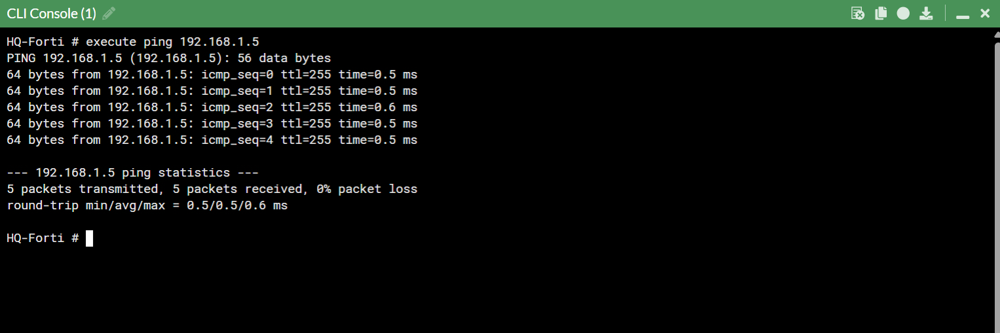 CLI Console (1)
HQ-Forti # execute ping 192.168.1.5
PING 192.168.1.5 (192.168.1.5): 56 data bytes
64 bytes from 192.168.1.5: icmp_seq=0 ttl=255 time=0.5 ms
64 bytes from 192.168.1.5: icmp_seq=1 ttl=255 time=0.5 ms
64 bytes from 192.168.1.5: icmp_seq=2 ttl=255 time=0.6 ms
64 bytes from 192.168.1.5: icmp_seq=3 ttl=255 time=0.5 ms
64 bytes from 192.168.1.5: icmp_seq=4 ttl=255 time=0.5 ms
--- 192.168.1.5 ping statistics ---
5 packets transmitted, 5 packets received, 0% packet loss
round-trip min/avg/max = 0.5/0.5/0.6 ms
HQ-Forti #